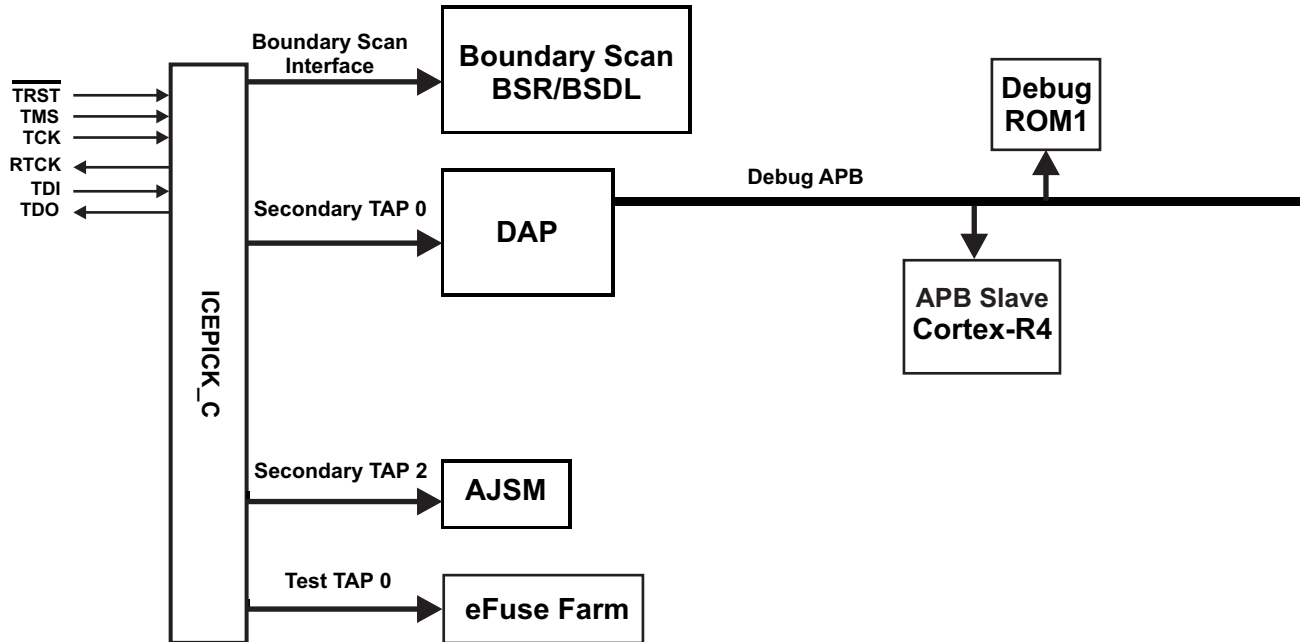 Boundary Scan
Interface
Boundary Scan
BSR/BSDL
TRST
TMS
TCK
RTCK
TDI
TDO
Debug
ROM1
Debug APB
Secondary TAP 0
DAP
ICEPICK_C
APB Slave
Cortex-R4
Secondary TAP 2
AJSM
Test TAP 0
eFuse Farm